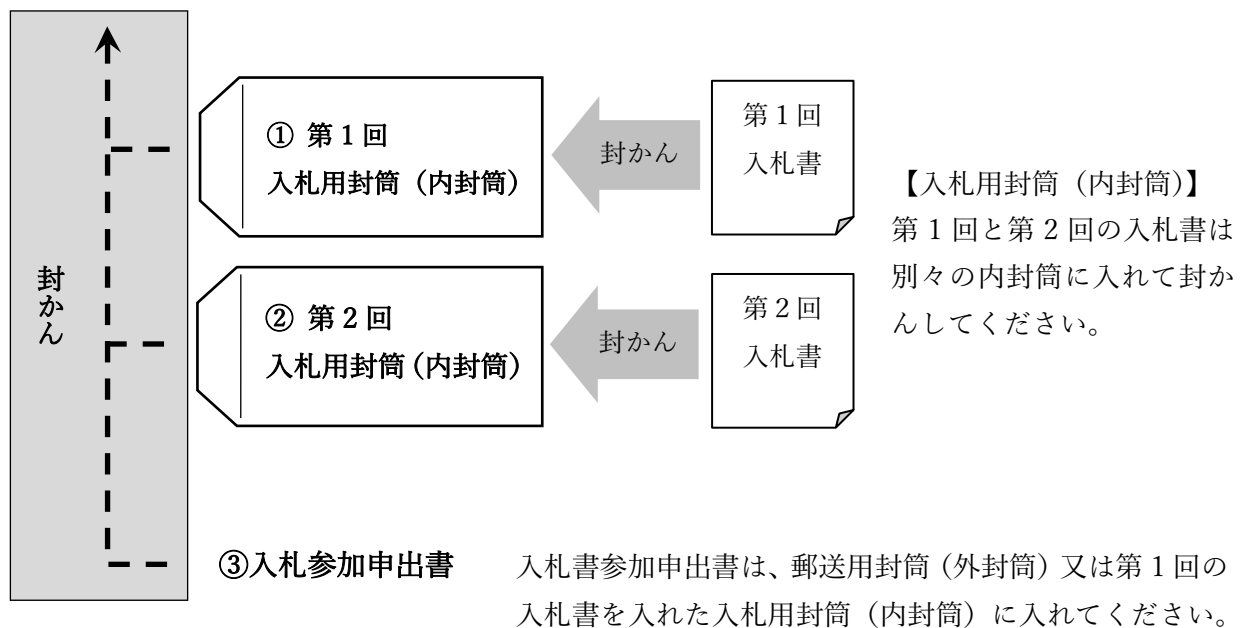 封かん
① 第1回
入札用封筒（内封筒）
封かん
第1回
入札書
【入札用封筒（内封筒）】
第1回と第2回の入札書は
別々の内封筒に入れて封か
んしてください。
② 第2回
入札用封筒（内封筒）
封かん
第2回
入札書
③入札参加申出書
入札書参加申出書は、郵送用封筒（外封筒）又は第1回の
入札書を入れた入札用封筒（内封筒）に入れてください。